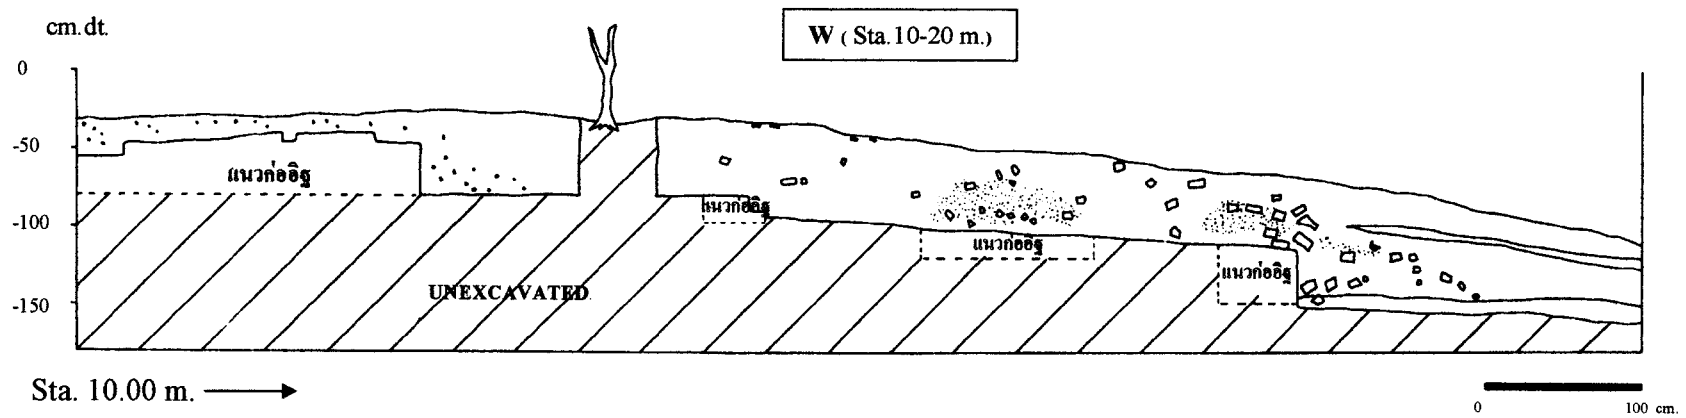 cm.dt.
W ( Sta.10-20 m.)
0
-50
-100
-150
แนวก่ออิฐ
แนวก่ออิฐ
แนวก่ออิฐ
แนวก่ออิฐ
UNEXCAVATED
Sta. 10.00 m.
0 100 cm.